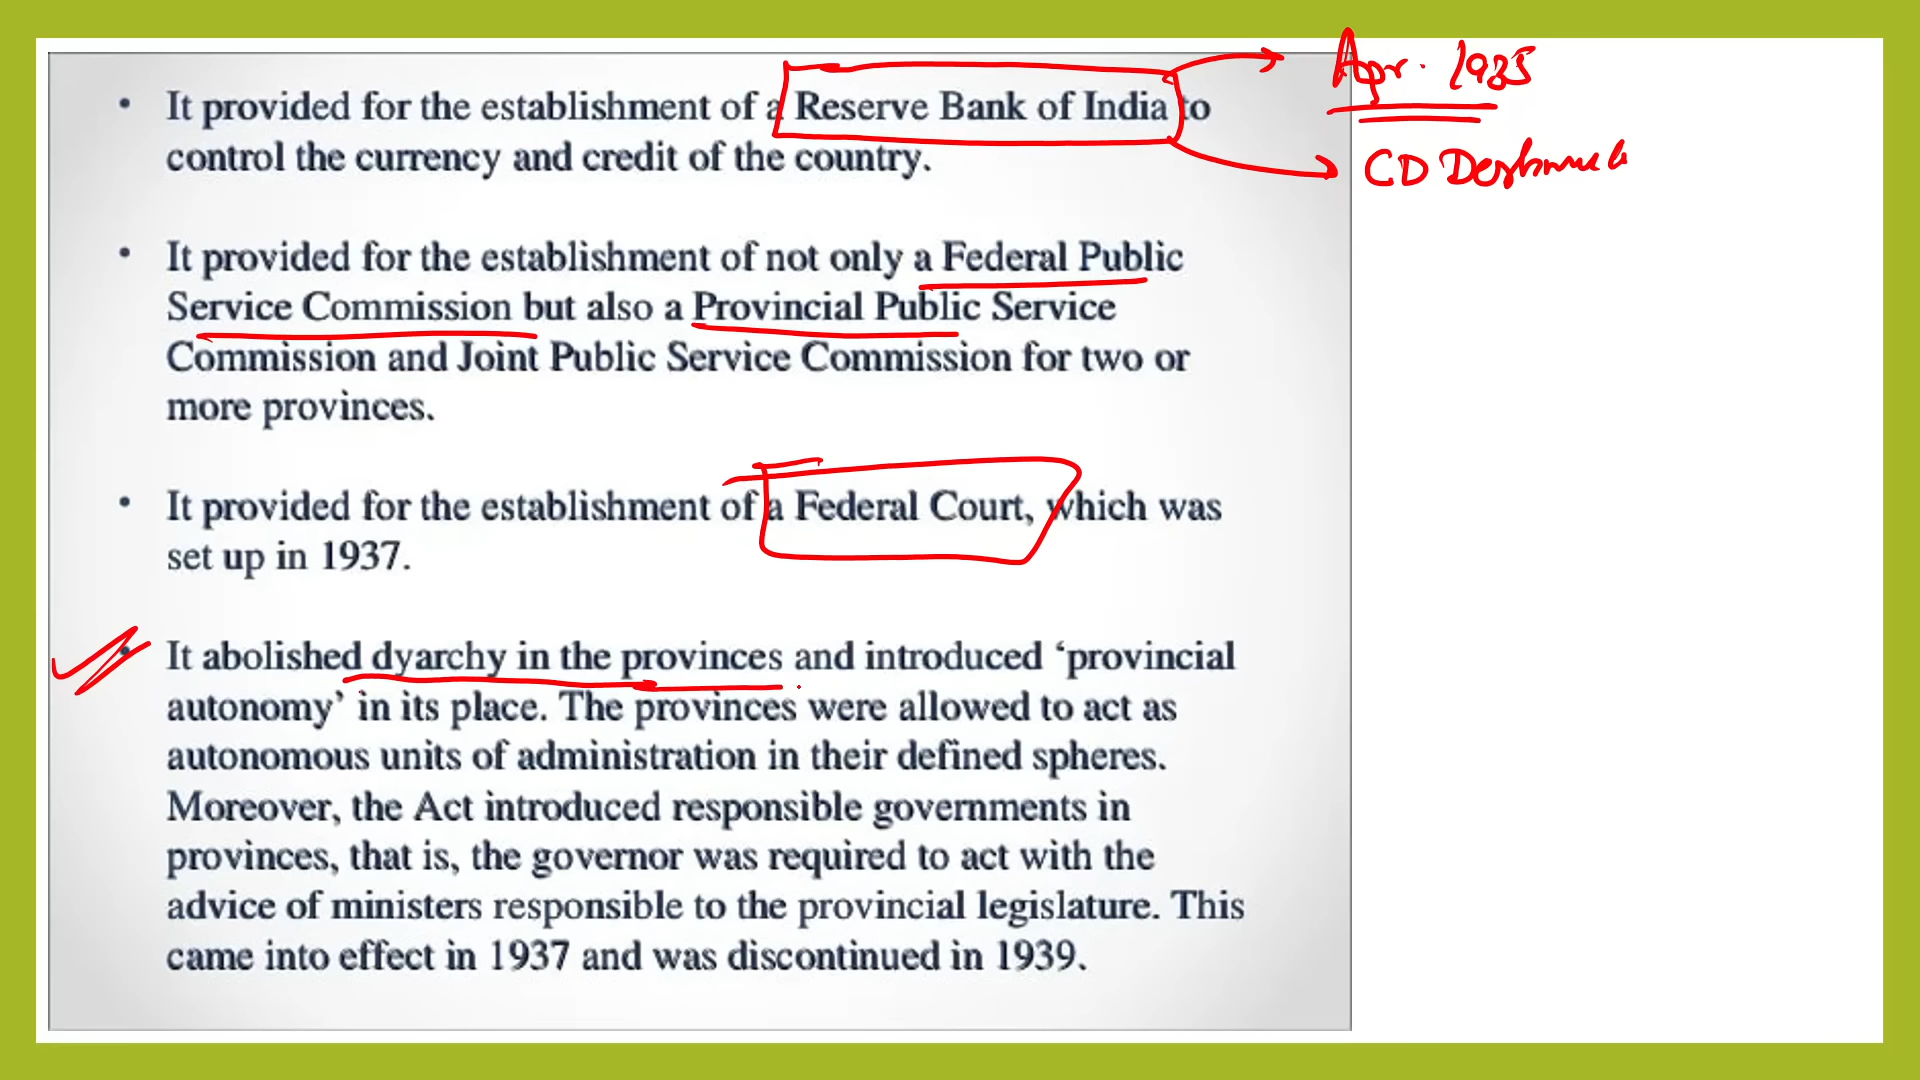 • It provided for the establishment of a Reserve Bank of India to
control the currency and credit of the country.
Apr. 1935
CD Deshmukh
• It provided for the establishment of not only a Federal Public
Service Commission but also a Provincial Public Service
Commission and Joint Public Service Commission for two or
more provinces.
• It provided for the establishment of a Federal Court, which was
set up in 1937.
• It abolished dyarchy in the provinces and introduced ‘provincial
autonomy’ in its place. The provinces were allowed to act as
autonomous units of administration in their defined spheres.
Moreover, the Act introduced responsible governments in
provinces, that is, the governor was required to act with the
advice of ministers responsible to the provincial legislature. This
came into effect in 1937 and was discontinued in 1939.